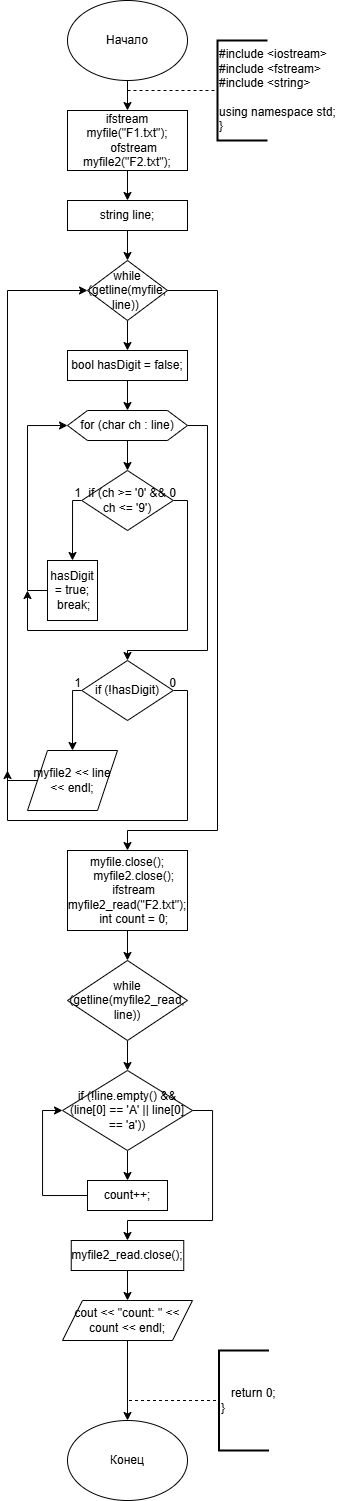 Начало
#include <iostream>
#include <fstream>
#include <string>
using namespace std;
}
ifstream
myfile("F1.txt");
ofstream
myfile2("F2.txt");
string line;
while
(getline(myfile,
line))
bool hasDigit = false;
for (char ch : line)
1
if (ch >= '0' &&
ch <= '9')
0
hasDigit
= true;
break;
1
if (!hasDigit)
0
myfile2 << line
<< endl;
myfile.close();
myfile2.close();
ifstream
myfile2_read("F2.txt");
int count = 0;
while
(getline(myfile2_read,
line))
if (!line.empty() &&
(line[0] == 'A' || line[0]
== 'a'))
count++;
myfile2_read.close();
cout << "count: " <<
count << endl;
return 0;
}
Конец